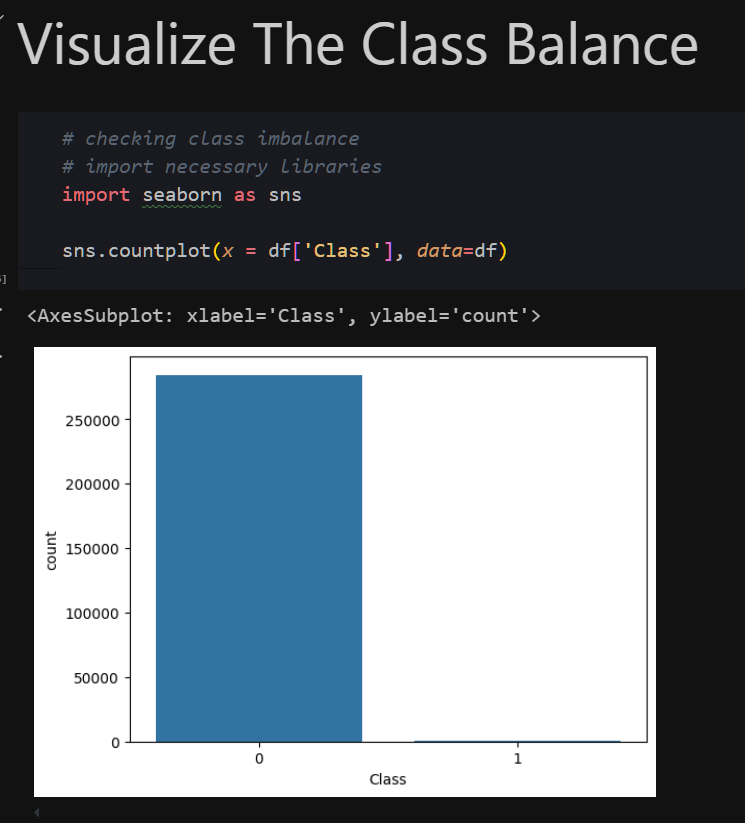 Visualize The Class Balance
# checking class imbalance
# import necessary libraries
import seaborn as sns
sns.countplot(x = df['Class'], data=df)
]
<AxesSubplot: xlabel='Class', ylabel='count'>
250000
200000
150000
100000
50000
0
count
0 1
Class